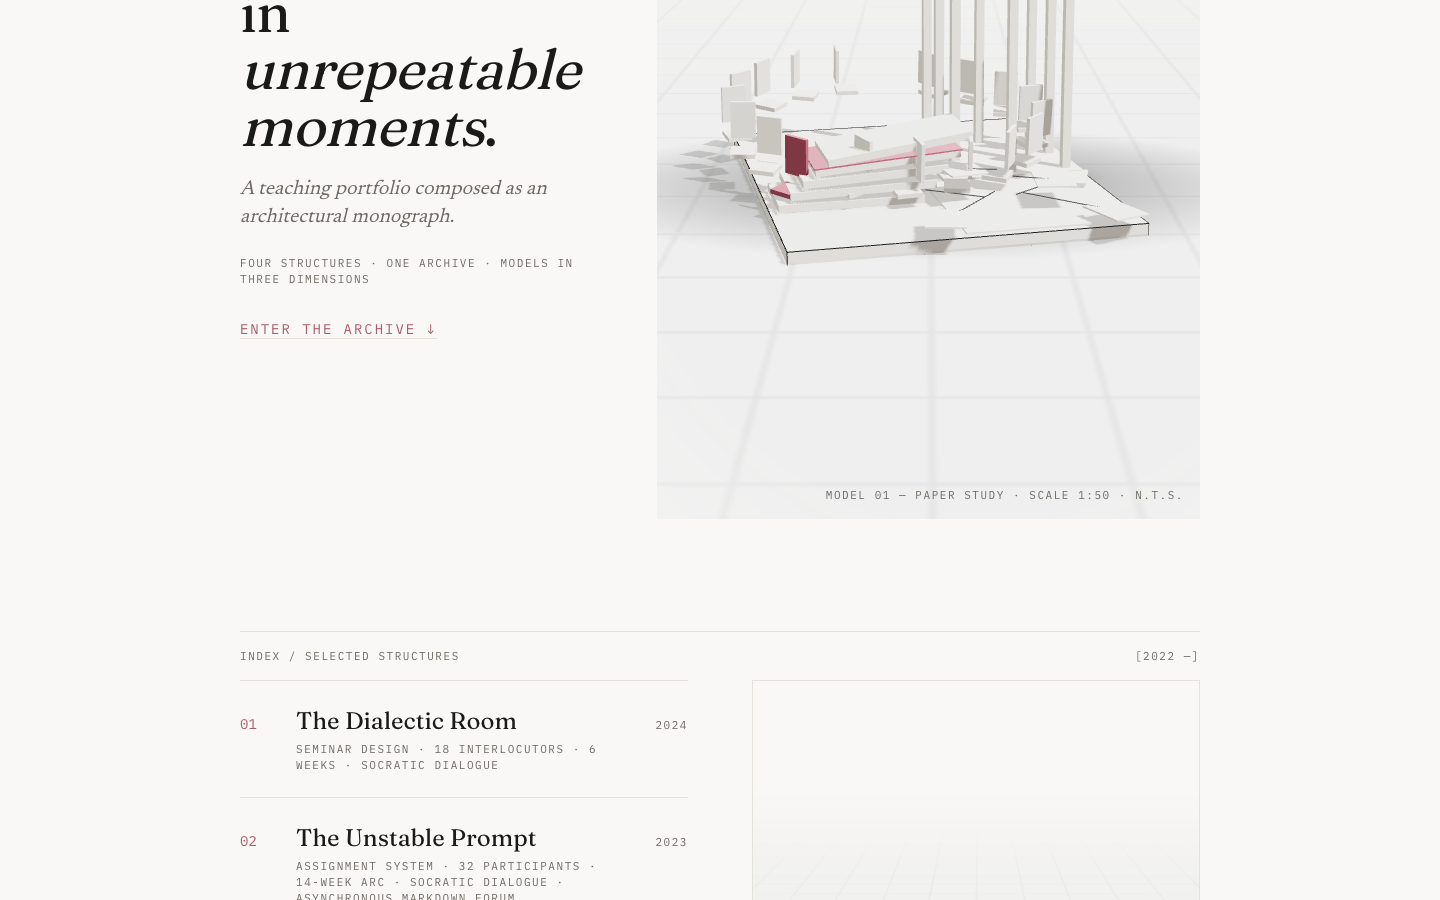 in
unrepeatable
moments.
A teaching portfolio composed as an
architectural monograph.
FOUR STRUCTURES · ONE ARCHIVE · MODELS IN
THREE DIMENSIONS
ENTER THE ARCHIVE ↓
MODEL 01 — PAPER STUDY · SCALE 1:50 · N.T.S.
INDEX / SELECTED STRUCTURES
[2022 —]
01 The Dialectic Room 2024
SEMINAR DESIGN · 18 INTERLOCUTORS · 6
WEEKS · SOCRATIC DIALOGUE
02 The Unstable Prompt 2023
ASSIGNMENT SYSTEM · 32 PARTICIPANTS ·
14-WEEK ARC · SOCRATIC DIALOGUE ·
ASYNCHRONOUS MARKDOWN FORUM